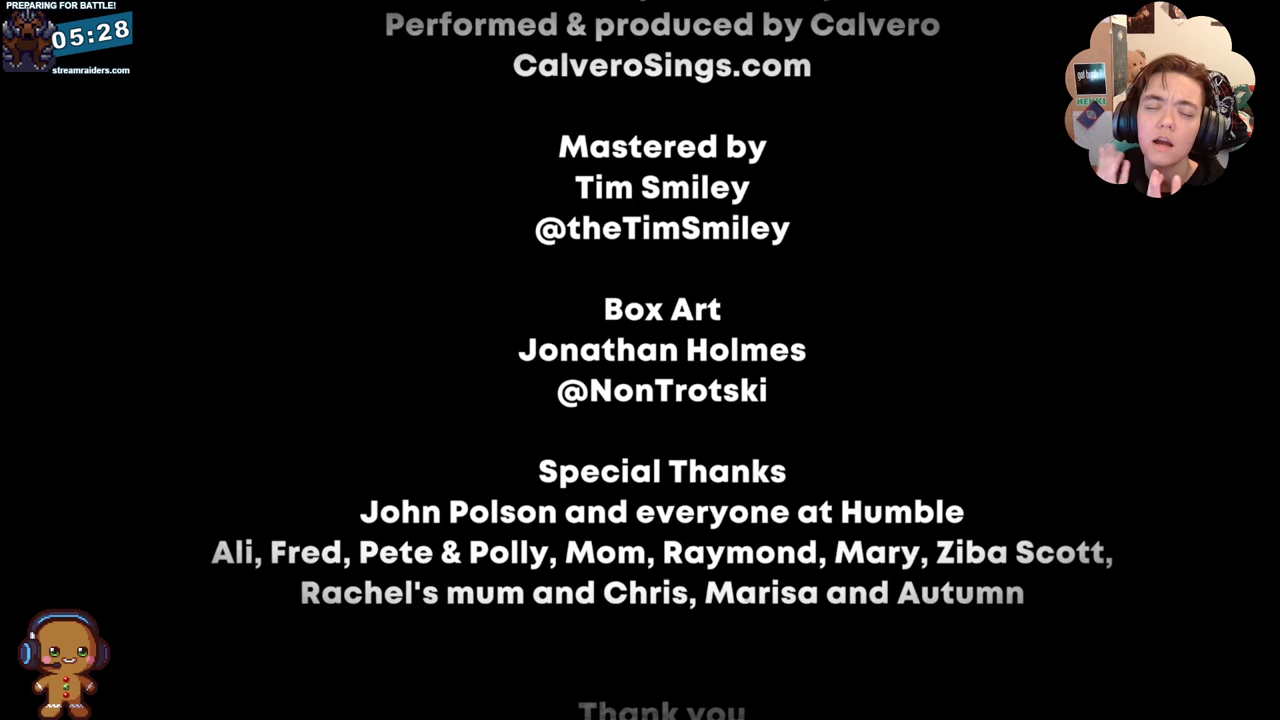 PREPARING FOR BATTLE!
05:28
streamraiders.com
Performed & produced by Calvero
CalveroSings.com
Mastered by
Tim Smiley
@theTimSmiley
Box Art
Jonathan Holmes
@NonTrotski
Special Thanks
John Polson and everyone at Humble
Ali, Fred, Pete & Polly, Mom, Raymond, Mary, Ziba Scott,
Rachel's mum and Chris, Marisa and Autumn
Thank you